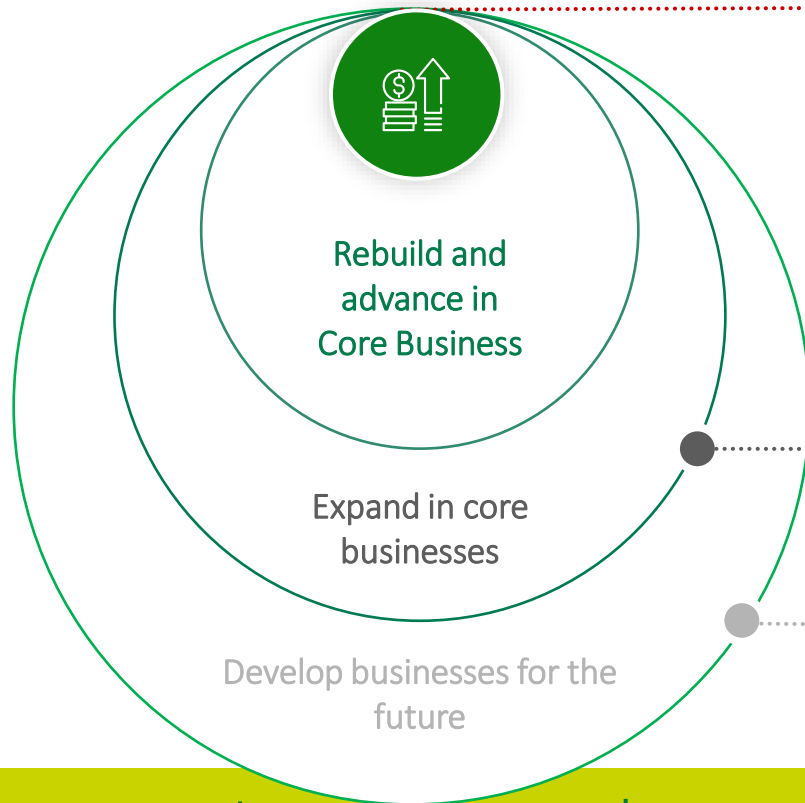 $
Rebuild and
advance in
Core Business
Expand in core
businesses
Develop businesses for the
future